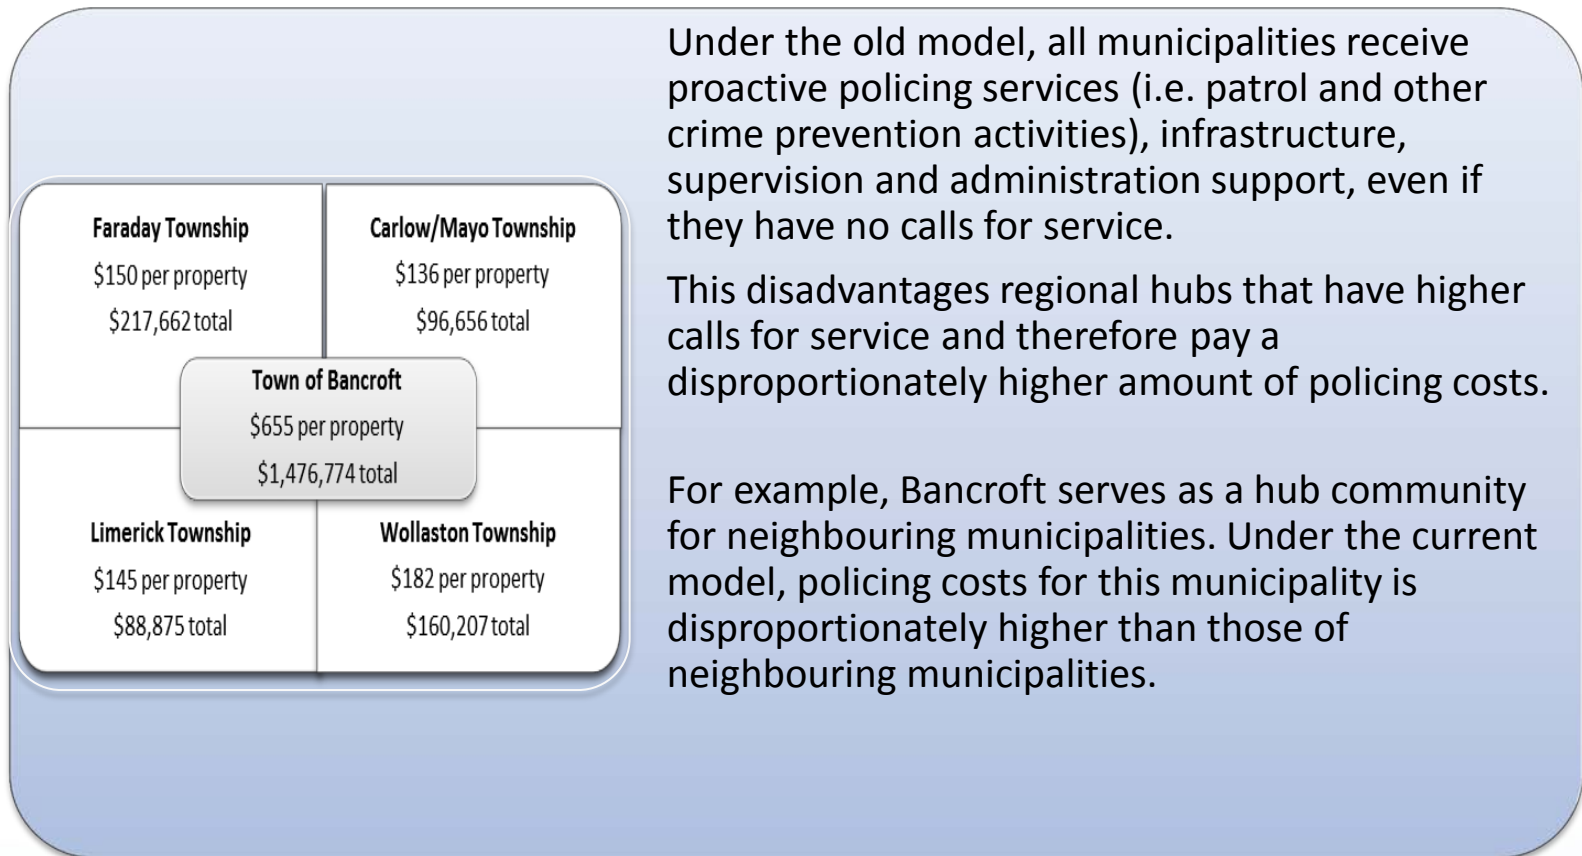 Faraday Township
$150 per property
$217,662 total
Carlow/Mayo Township
$136 per property
$96,656 total
Town of Bancroft
$655 per property
$1,476,774 total
Limerick Township
$145 per property
$88,875 total
Wollaston Township
$182 per property
$160,207 total
Under the old model, all municipalities receive
proactive policing services (i.e. patrol and other
crime prevention activities), infrastructure,
supervision and administration support, even if
they have no calls for service.
This disadvantages regional hubs that have higher
calls for service and therefore pay a
disproportionately higher amount of policing costs.
For example, Bancroft serves as a hub community
for neighbouring municipalities. Under the current
model, policing costs for this municipality is
disproportionately higher than those of
neighbouring municipalities.